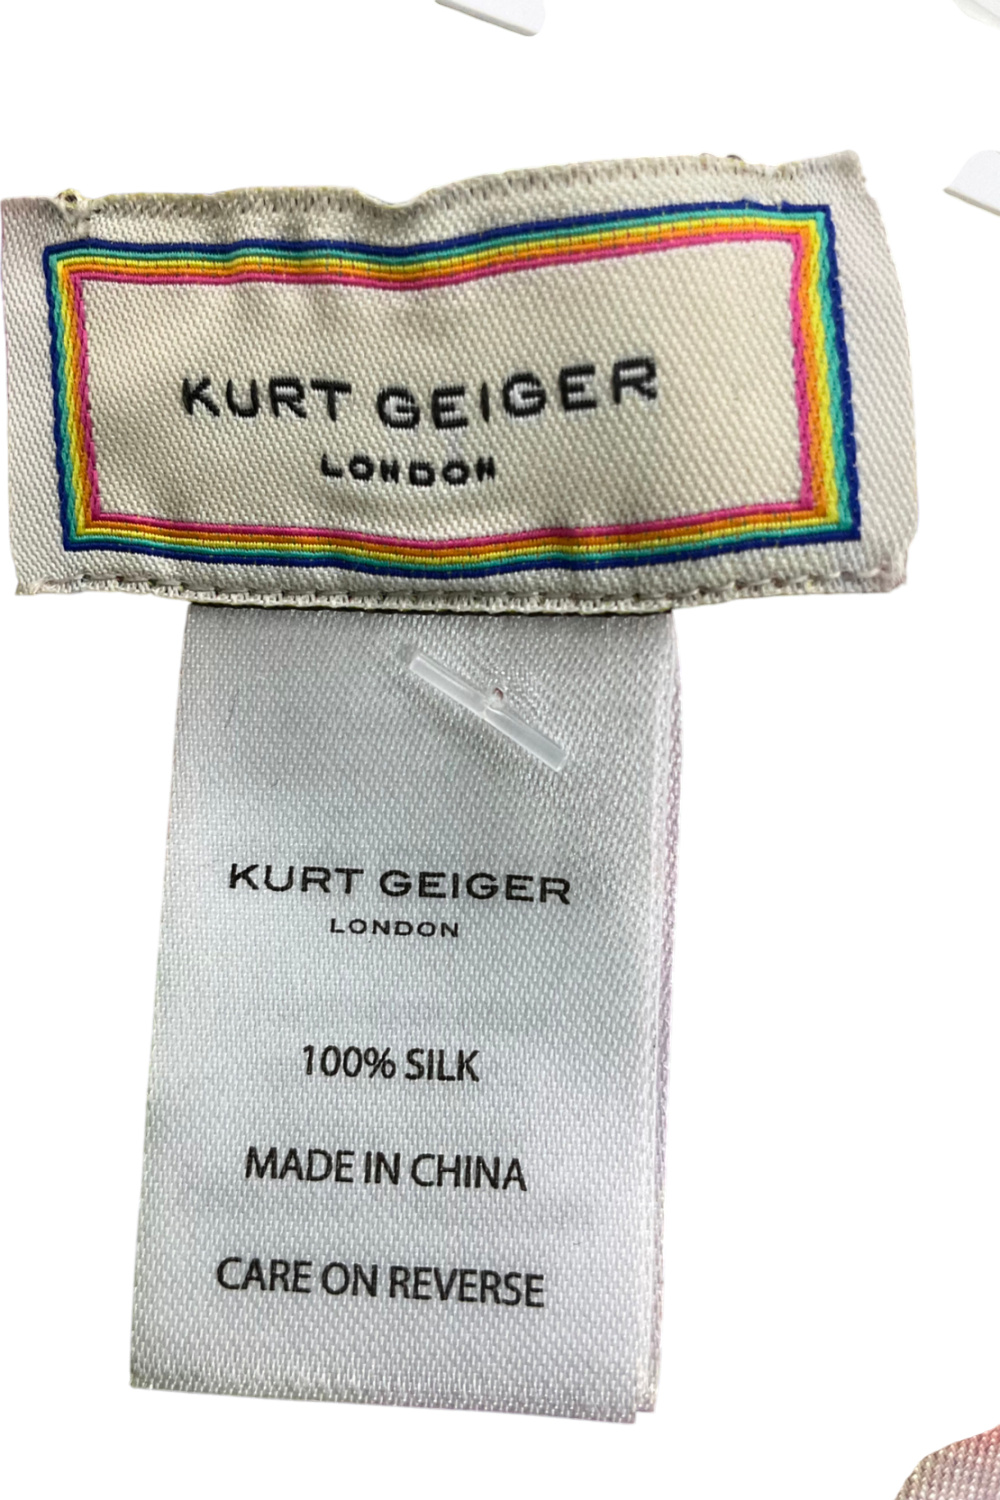 KURT GEIGER
LONDON
KURT GEIGER
LONDON
100% SILK
MADE IN CHINA
CARE ON REVERSE